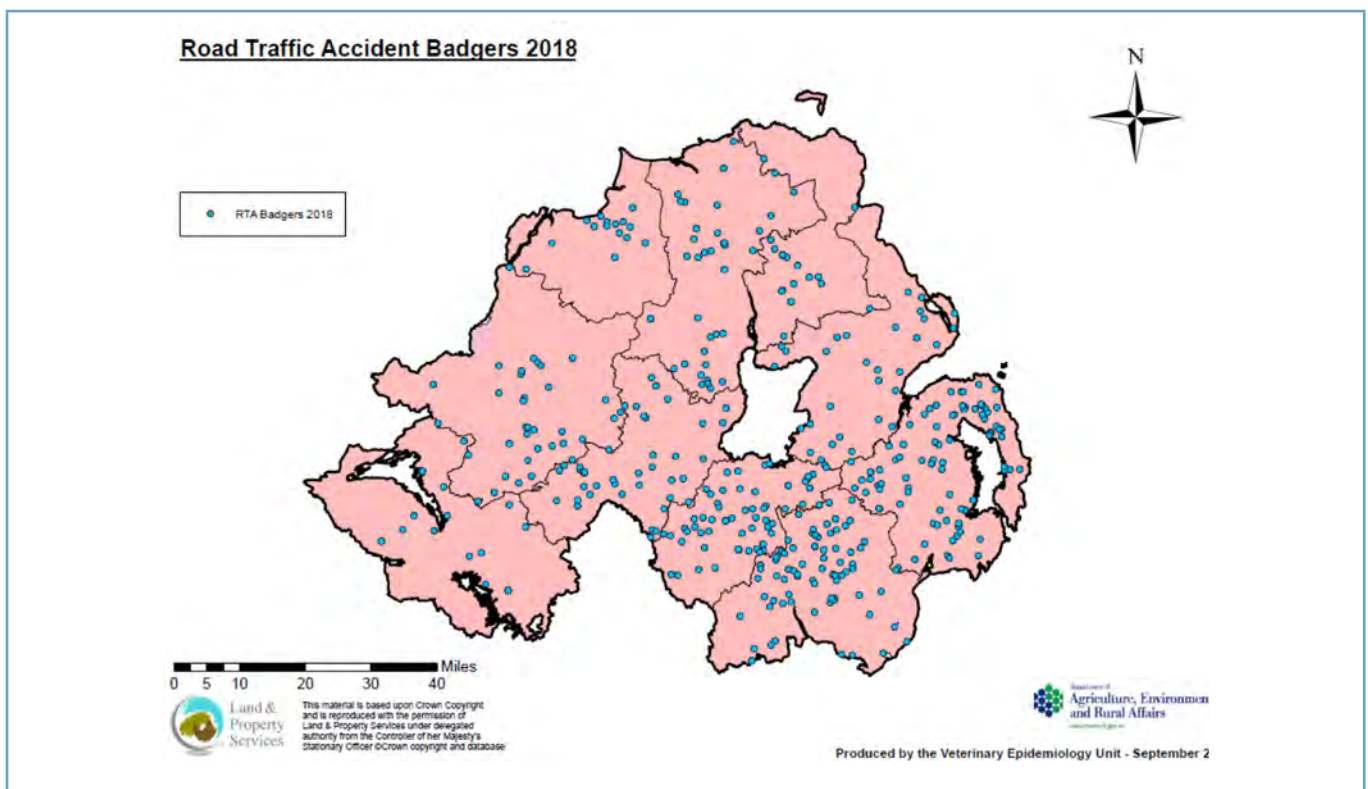 Road Traffic Accident Badgers 2018
N
RTA Badgers 2018
Miles
0 5 10 20 30 40
Land &
Property
Services
This material is based upon Crown Copyright
and is reproduced with the permission of
Land & Property Services under delegated
authority from the Controller of her Majesty's
Stationary Officer ©Crown copyright and database
Department of
Agriculture, Environmen
and Rural Affairs
Produced by the Veterinary Epidemiology Unit - September 2